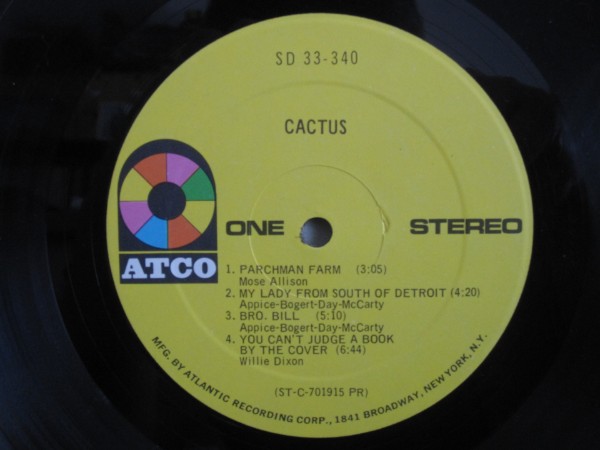 SD 33-340
CACTUS
ATCO
ONE
STEREO
1. PARCHMAN FARM (3:05)
Mose Allison
2. MY LADY FROM SOUTH OF DETROIT (4:20)
Appice-Bogert-Day-McCarty
3. BRO. BILL (5:10)
Appice-Bogert-Day-McCarty
4. YOU CAN'T JUDGE A BOOK
BY THE COVER (6:44)
Willie Dixon
(ST-C-701915 PR)
MFG. BY ATLANTIC RECORDING CORP., 1841 BROADWAY, NEW YORK, N.Y.